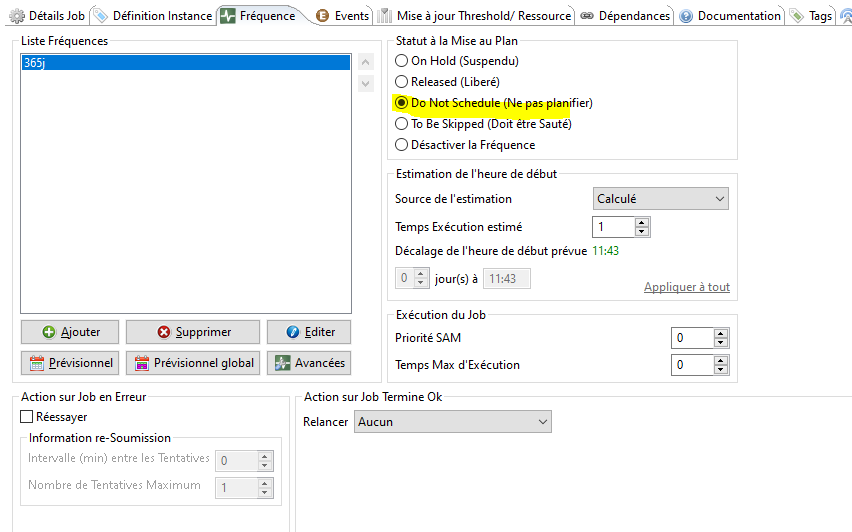 Détails Job Définition Instance Fréquence Events Mise à jour Threshold/ Ressource Dépendances Documentation Tags
Liste Fréquences
365j
Ajouter Supprimer Editer
Prévisionnel Prévisionnel global Avancées
Statut à la Mise au Plan
On Hold (Suspendu)
Released (Liberé)
Do Not Schedule (Ne pas planifier)
To Be Skipped (Doit être Sauté)
Désactiver la Fréquence
Estimation de l'heure de début
Source de l'estimation Calculé
Temps Exécution estimé 1
Décalage de l'heure de début prévue 11:43
0 jour(s) à 11:43
Appliquer à tout
Exécution du Job
Priorité SAM 0
Temps Max d'Exécution 0
Action sur Job en Erreur
Réessayer
Information re-Soumission
Intervalle (min) entre les Tentatives 0
Nombre de Tentatives Maximum 1
Action sur Job Termine Ok
Relancer Aucun